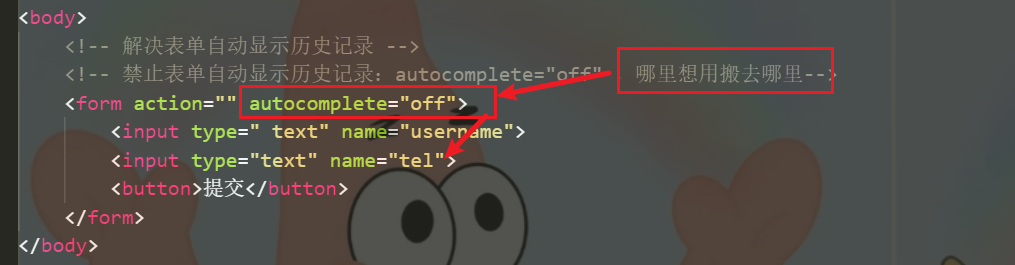 <body>
<!-- 解决表单自动显示历史记录 -->
<!-- 禁止表单自动显示历史记录：autocomplete="off" 哪里想用搬去哪里-->
<form action="" autocomplete="off">
<input type=" text" name="username">
<input type="text" name="tel">
<button>提交</button>
</form>
</body>